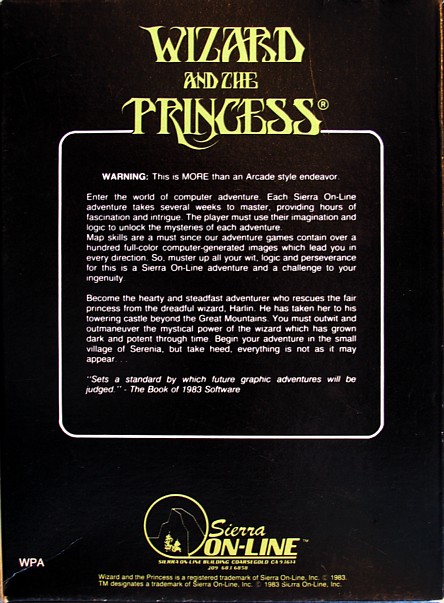 WIZARD
AND THE
PRINCESS®
WARNING: This is MORE than an Arcade style endeavor.
Enter the world of computer adventure. Each Sierra On-Line
adventure takes several weeks to master, providing hours of
fascination and intrigue. The player must use their imagination and
logic to unlock the mysteries of each adventure.
Map skills are a must since our adventure games contain over a
hundred full-color computer-generated images which lead you in
every direction. So, muster up all your wit, logic and perseverance
for this is a Sierra On-Line adventure and a challenge to your
ingenuity.
Become the hearty and steadfast adventurer who rescues the fair
princess from the dreadful wizard, Harlin. He has taken her to his
towering castle beyond the Great Mountains. You must outwit and
outmaneuver the mystical power of the wizard which has grown
dark and potent through time. Begin your adventure in the small
village of Serenia, but take heed, everything is not as it may
appear . . .
"Sets a standard by which future graphic adventures will be
judged." - The Book of 1983 Software
Sierra
ON-LINE™
SIERRA ON-LINE BUILDING COARSEGOLD CA 93614
209 683 6858
WPA
Wizard and the Princess is a registered trademark of Sierra On-Line, Inc. © 1983.
TM designates a trademark of Sierra On-Line, Inc. © 1983 Sierra On-Line, Inc.